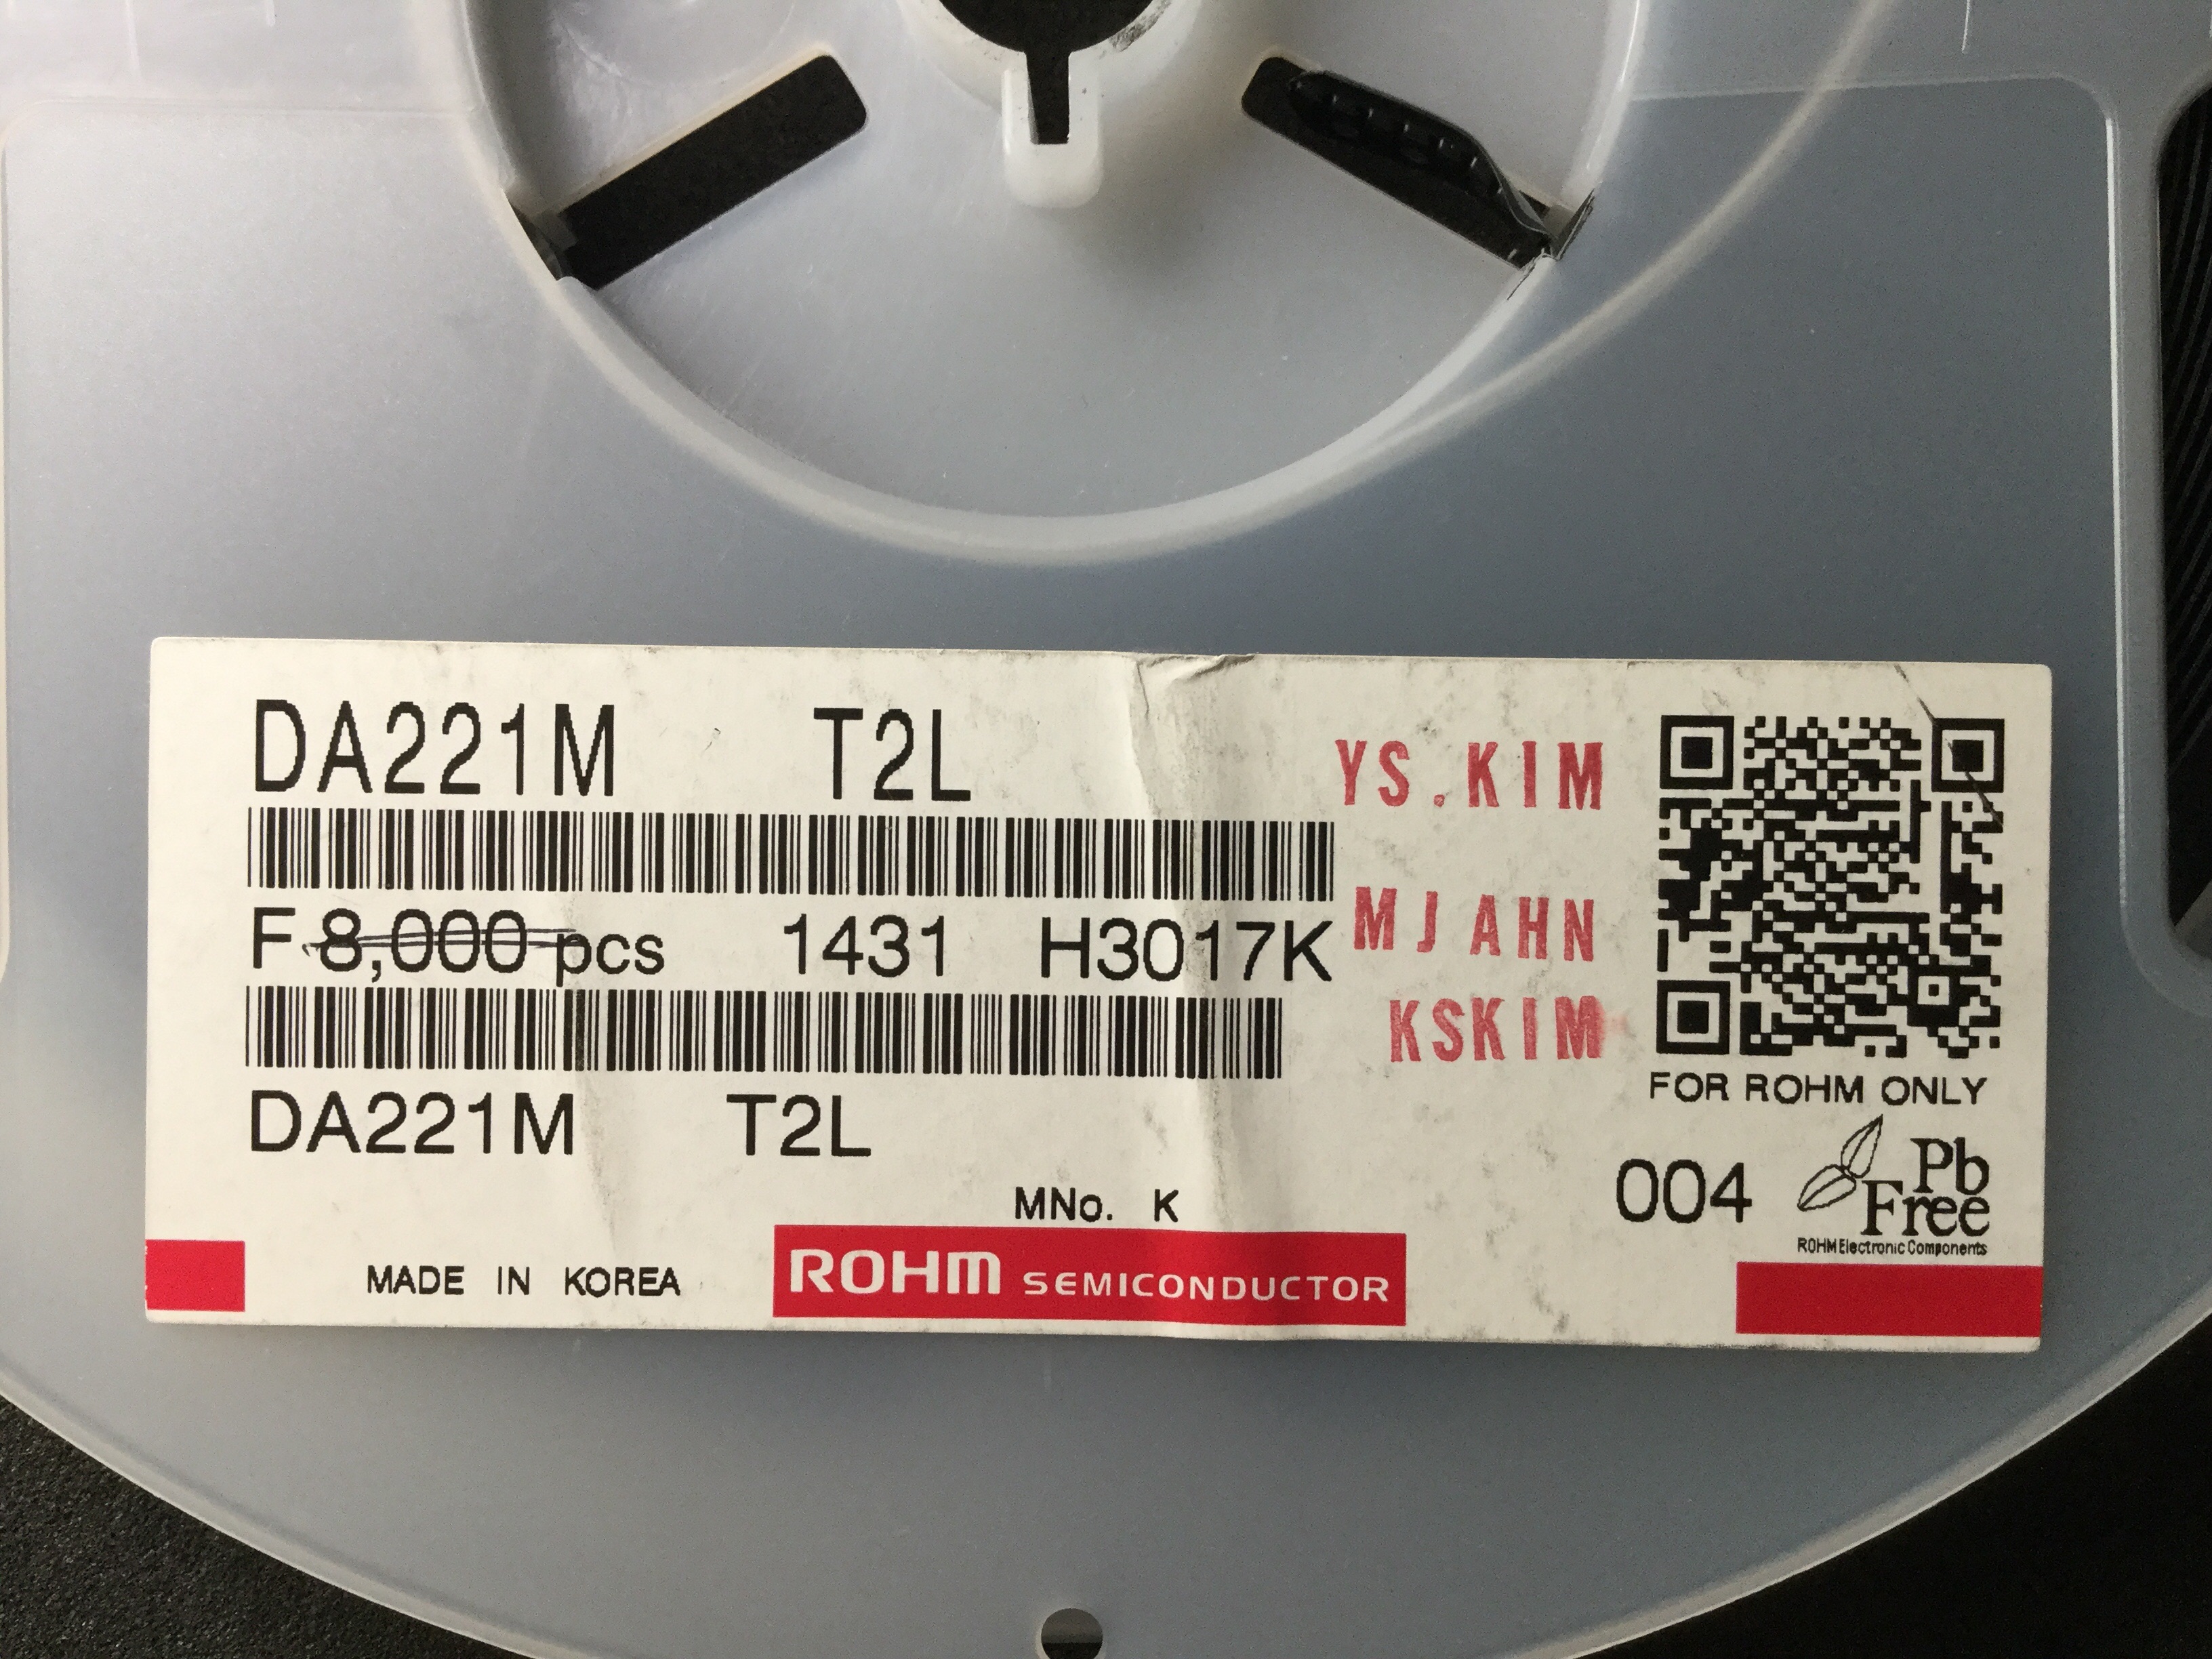 DA221M T2L
YS.KIM
F 8,000 pcs 1431 H3017K
MJ AHN
KSKIM
FOR ROHM ONLY
DA221M T2L
004
Pb
Free
ROHM Electronic Components
MNo. K
MADE IN KOREA
ROHM SEMICONDUCTOR